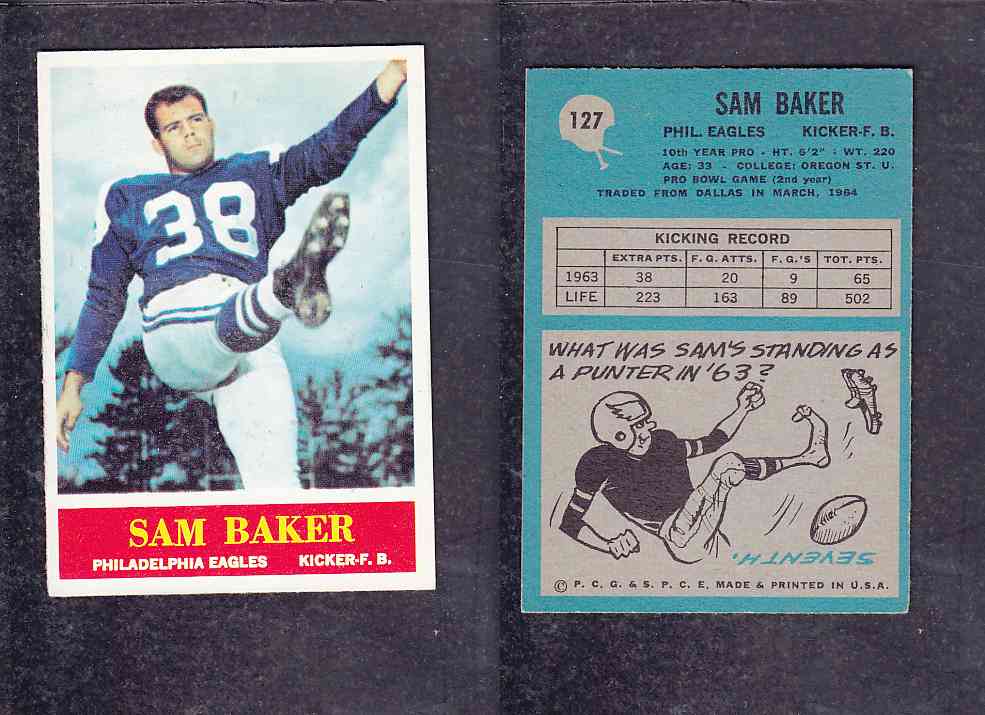 38
SAM BAKER
PHILADELPHIA EAGLES KICKER-F. B.
127
SAM BAKER
PHIL. EAGLES KICKER-F. B.
10th YEAR PRO - HT. 6'2" - WT. 220
AGE: 33 - COLLEGE: OREGON ST. U.
PRO BOWL GAME (2nd year)
TRADED FROM DALLAS IN MARCH, 1964
KICKING RECORD
EXTRA PTS. F. G. ATTS. F. G.'S TOT. PTS.
1963 38 20 9 65
LIFE 223 163 89 502
WHAT WAS SAM'S STANDING AS
A PUNTER IN '63?
SEVENTH.
© P. C. G. & S. P. C. E. MADE & PRINTED IN U.S.A.